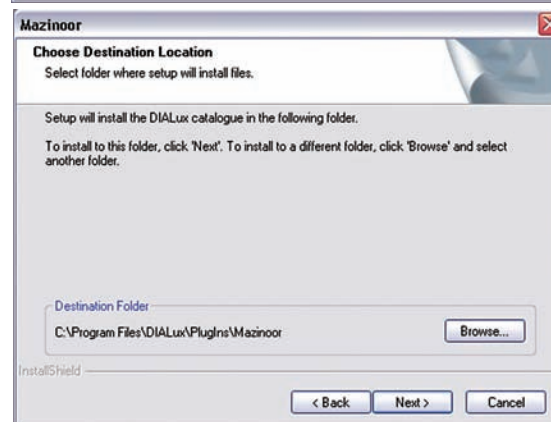 Mazinoor
Choose Destination Location
Select folder where setup will install files.
Setup will install the DIALux catalogue in the following folder.
To install to this folder, click 'Next'. To install to a different folder, click 'Browse' and select
another folder.
Destination Folder
C:\Program Files\DIALux\PlugIns\Mazinoor
Browse...
InstallShield
< Back
Next >
Cancel